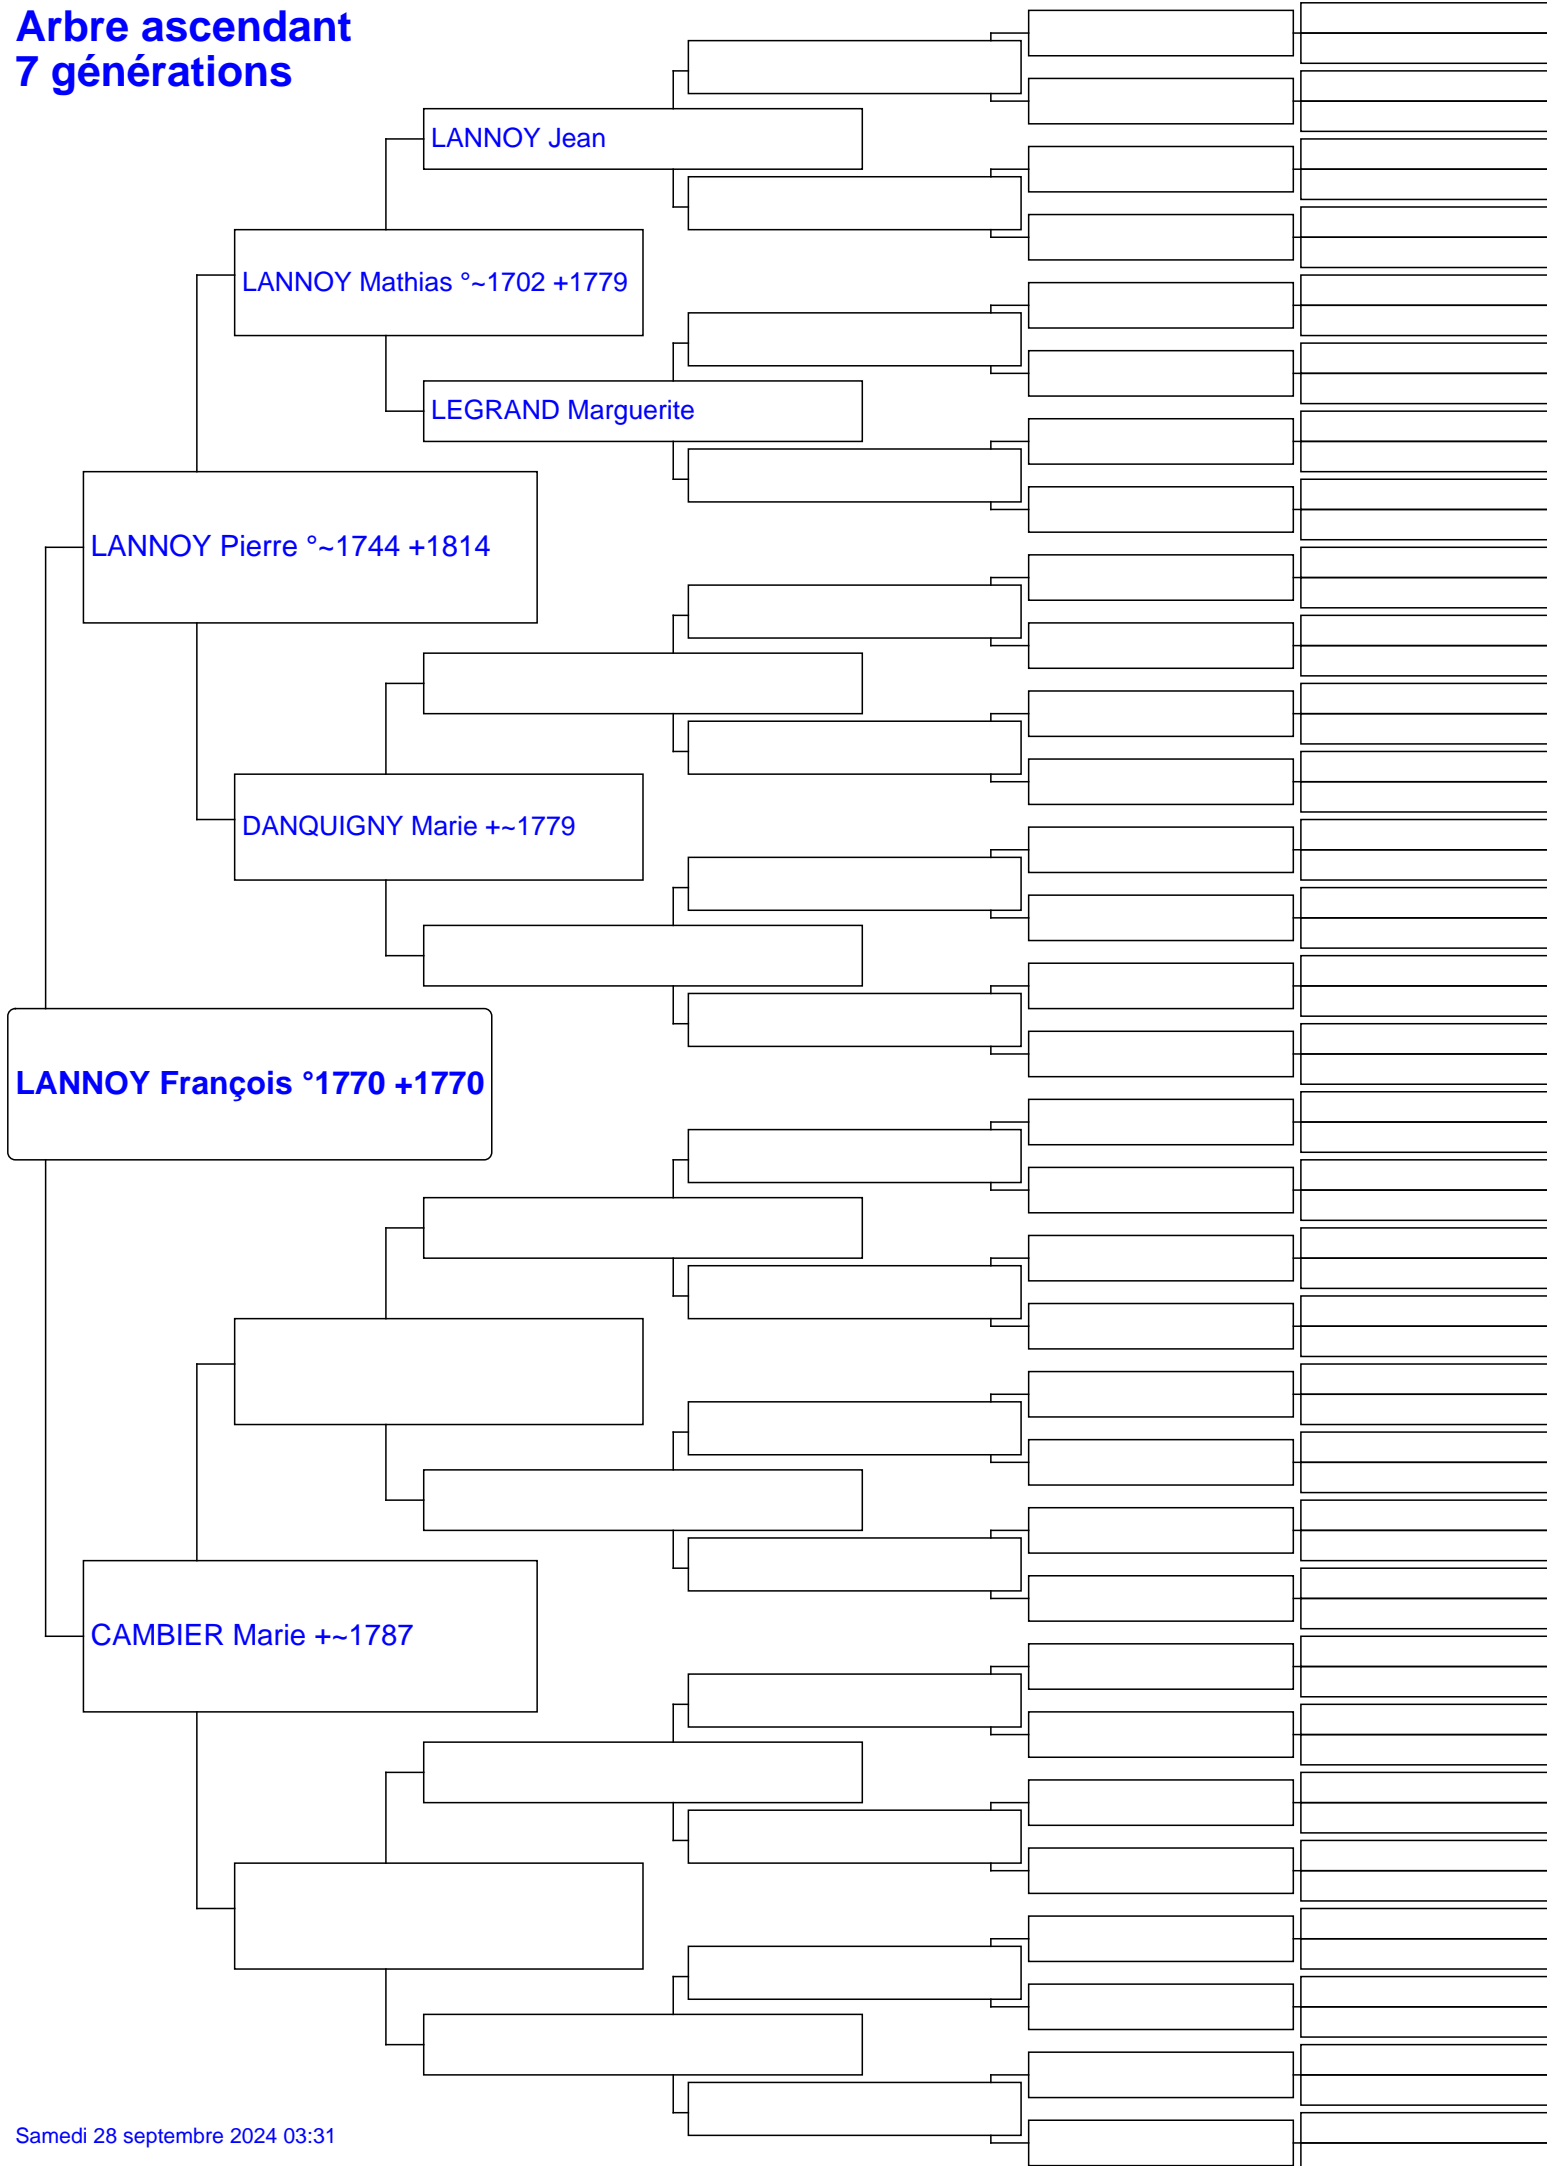 Arbre ascendant
7 générations
LANNOY Jean
LANNOY Mathias °~1702 +1779
LEGRAND Marguerite
LANNOY Pierre °~1744 +1814
DANQUIGNY Marie +~1779
LANNOY François °1770 +1770
CAMBIER Marie +~1787
Samedi 28 septembre 2024 03:31